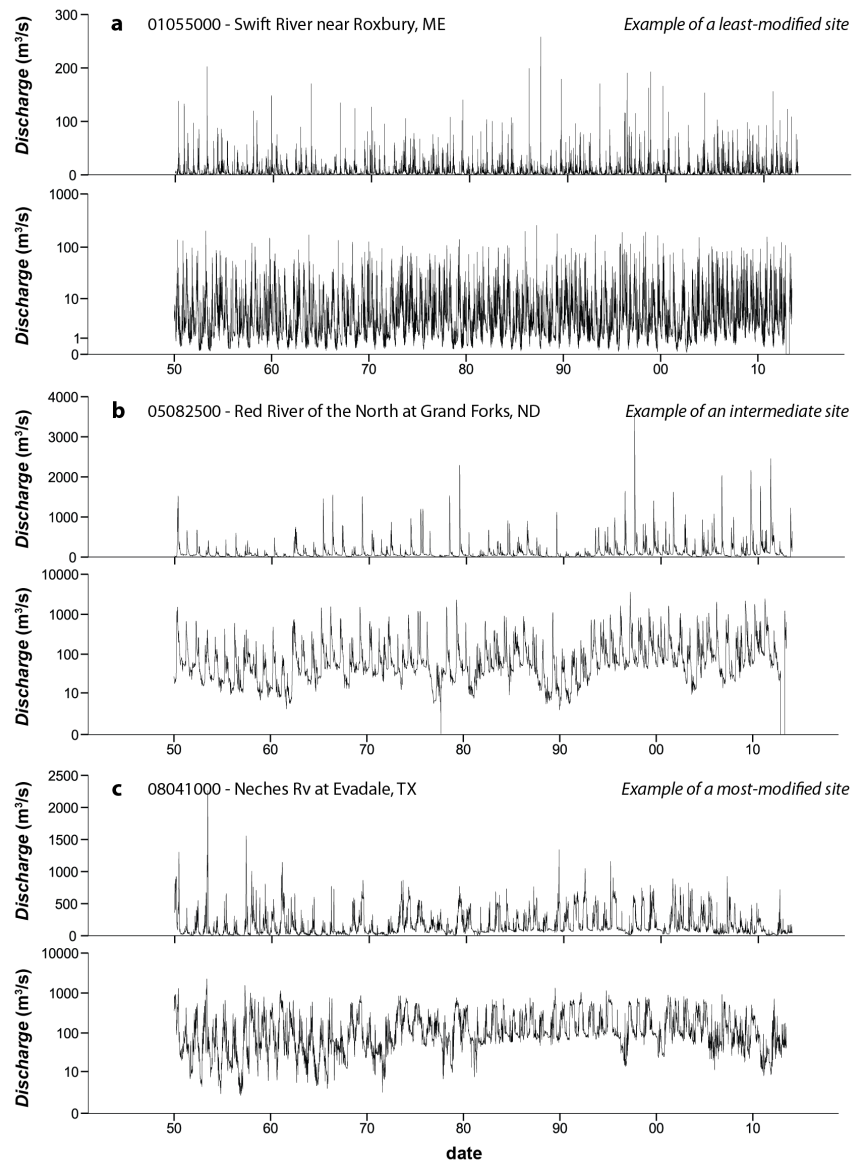 a 01055000 - Swift River near Roxbury, ME Example of a least-modified site
Discharge (m³/s)
300
200
100
0
Discharge (m³/s)
1000
100
10
1
0
50 60 70 80 90 00 10
b 05082500 - Red River of the North at Grand Forks, ND Example of an intermediate site
Discharge (m³/s)
4000
3000
2000
1000
0
Discharge (m³/s)
10000
1000
100
10
0
50 60 70 80 90 00 10
c 08041000 - Neches Rv at Evadale, TX Example of a most-modified site
Discharge (m³/s)
2500
2000
1500
1000
500
0
Discharge (m³/s)
10000
1000
100
10
0
50 60 70 80 90 00 10
date